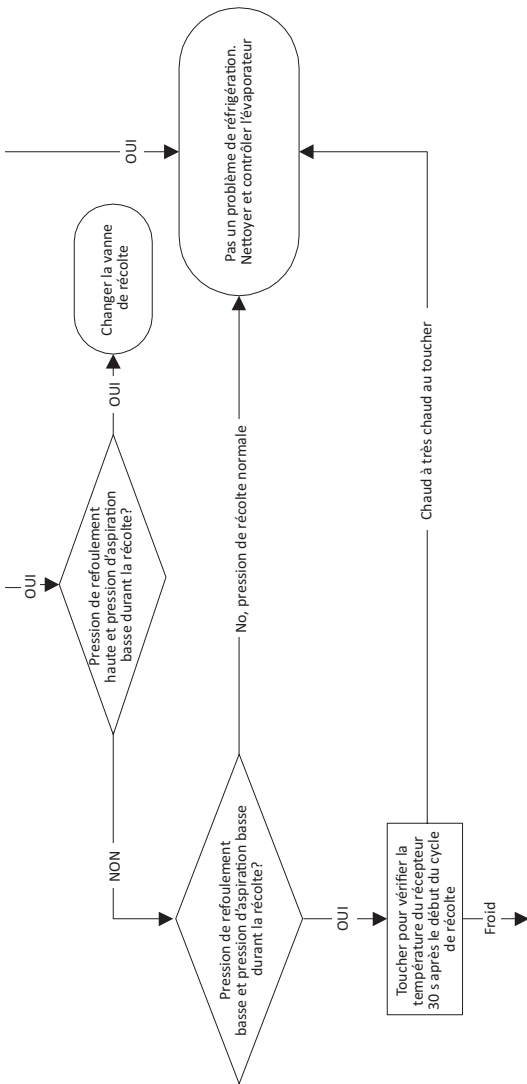 OUI
Pression de refoulement
haute et pression d’aspiration
basse durant la récolte?
OUI
Changer la vanne
de récolte
OUI
NON
Pression de refoulement
basse et pression d’aspiration basse
durant la récolte?
No, pression de récolte normale
Pas un problème de réfrigération.
Nettoyer et contrôler l’évaporateur
OUI
Toucher pour vérifier la
température du récepteur
30 s après le début du cycle
de récolte
Chaud à très chaud au toucher
Froid